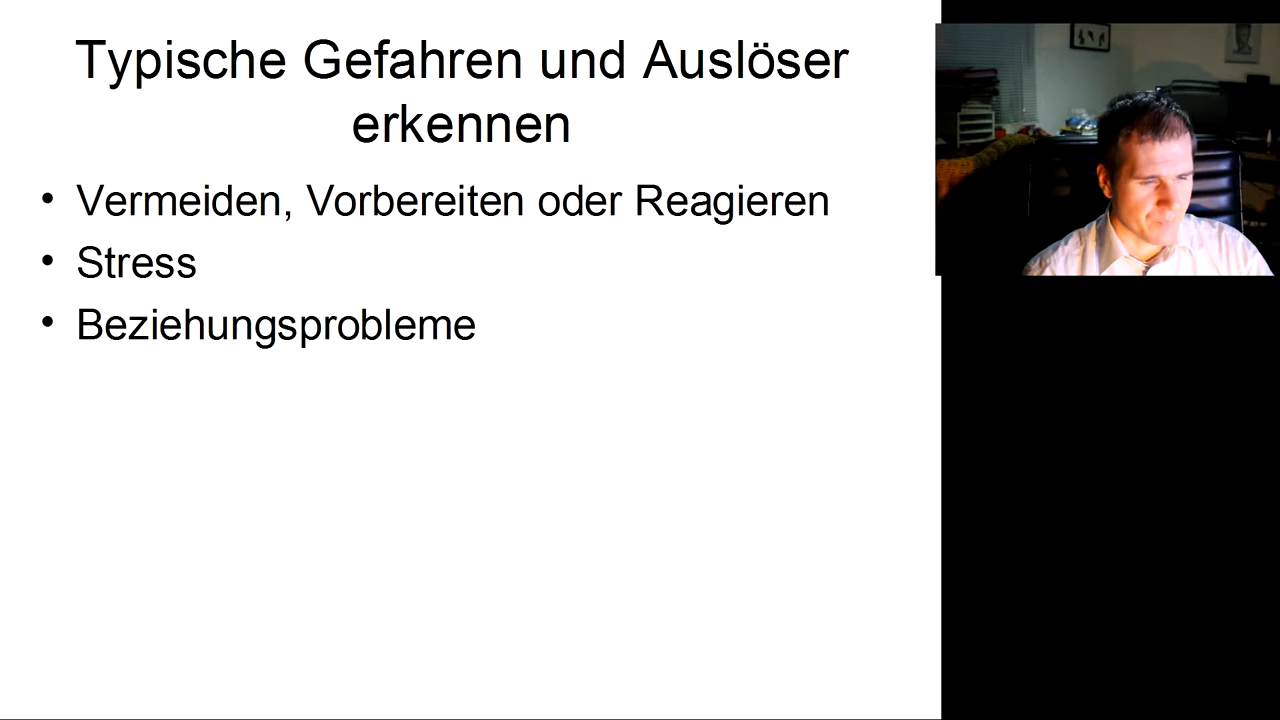 Typische Gefahren und Auslöser
erkennen
• Vermeiden, Vorbereiten oder Reagieren
• Stress
• Beziehungsprobleme